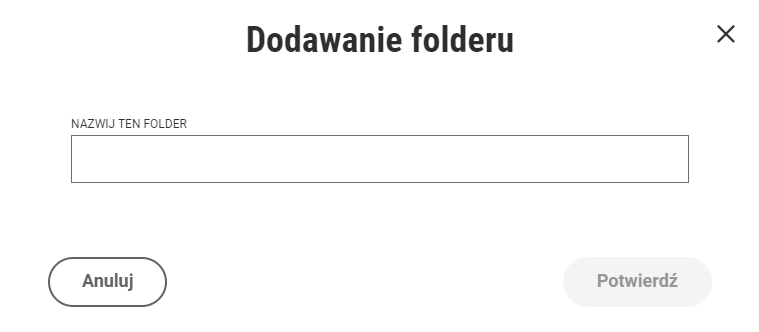 Dodawanie folderu
NAZWIJ TEN FOLDER
Anuluj
Potwierdź